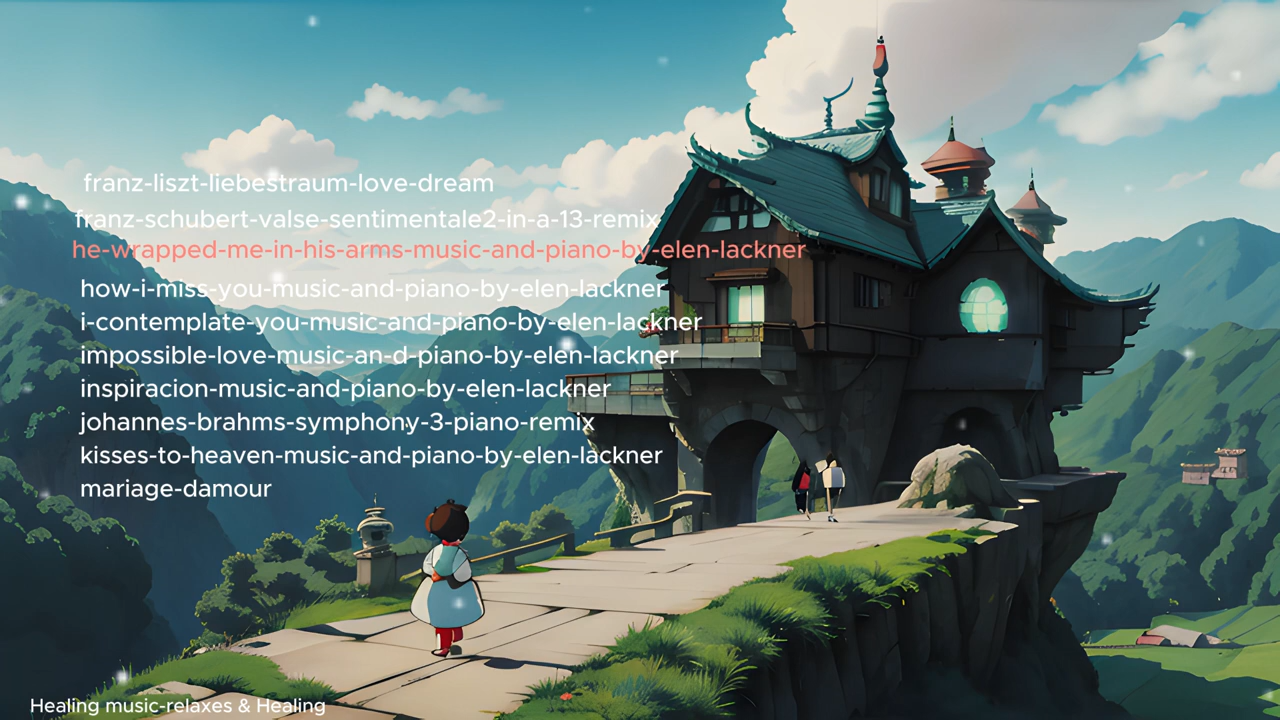 franz-liszt-liebestraum-love-dream
franz-schubert-valse-sentimentale2-in-a-13-remix
he-wrapped-me-in-his-arms-music-and-piano-by-elen-lackner
how-i-miss-you-music-and-piano-by-elen-lackner
i-contemplate-you-music-and-piano-by-elen-lackner
impossible-love-music-an-d-piano-by-elen-lackner
inspiracion-music-and-piano-by-elen-lackner
johannes-brahms-symphony-3-piano-remix
kisses-to-heaven-music-and-piano-by-elen-lackner
mariage-damour
Healing music-relaxes & Healing